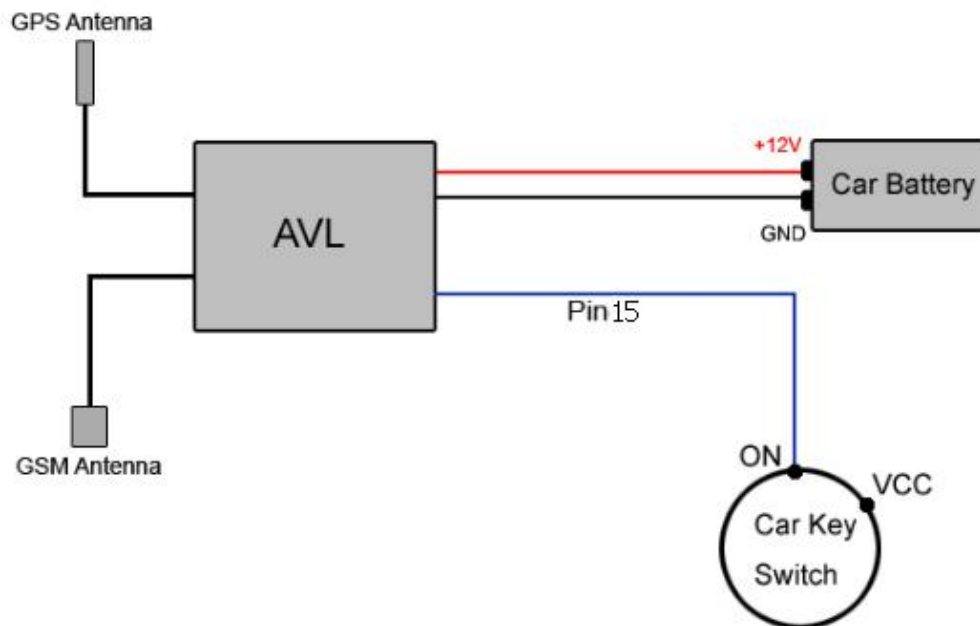 GPS Antenna
+12V
Car Battery
AVL
GND
Pin 15
GSM Antenna
ON
VCC
Car Key
Switch